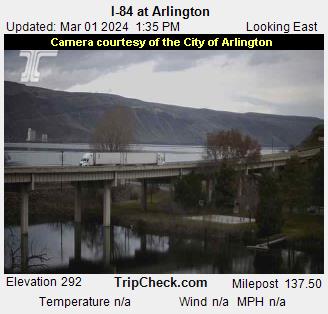 I-84 at Arlington
Updated: Mar 01 2024 1:35 PM Looking East
Camera courtesy of the City of Arlington
Elevation 292 TripCheck.com Milepost 137.50
Temperature n/a Wind n/a MPH n/a